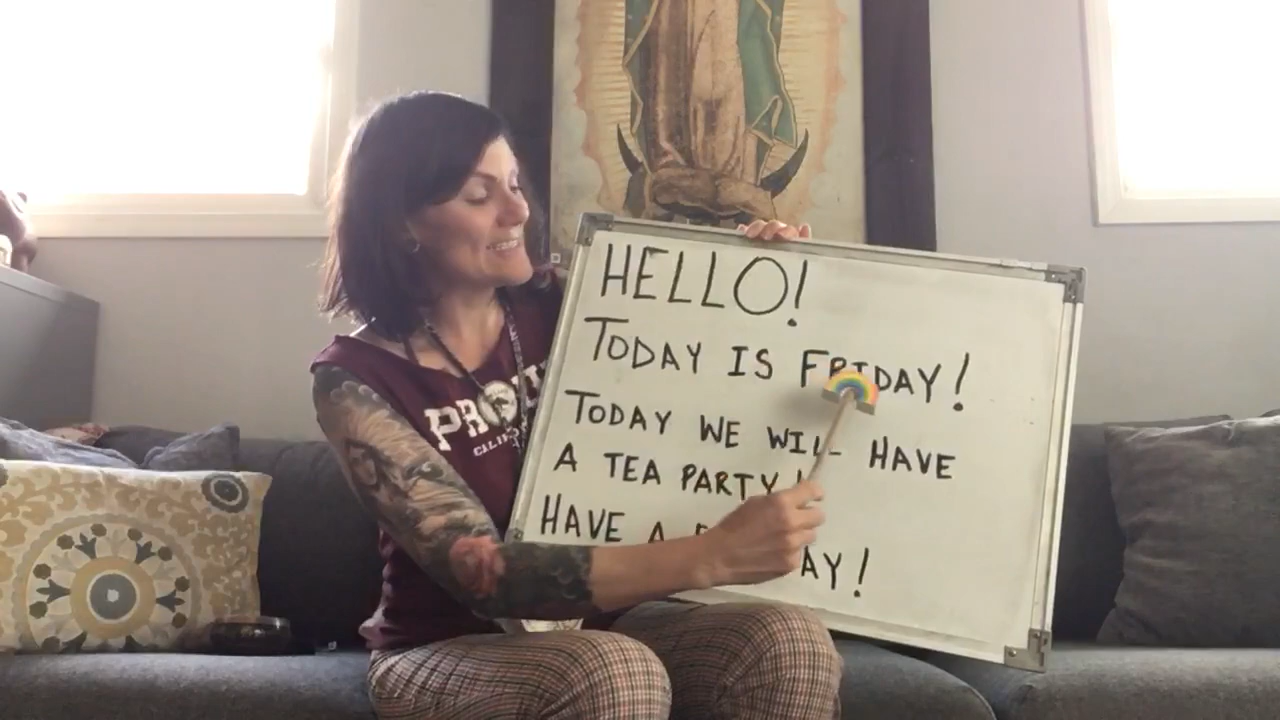 HELLO!
TODAY IS FRIDAY!
TODAY WE WILL HAVE
A TEA PARTY!
HAVE A